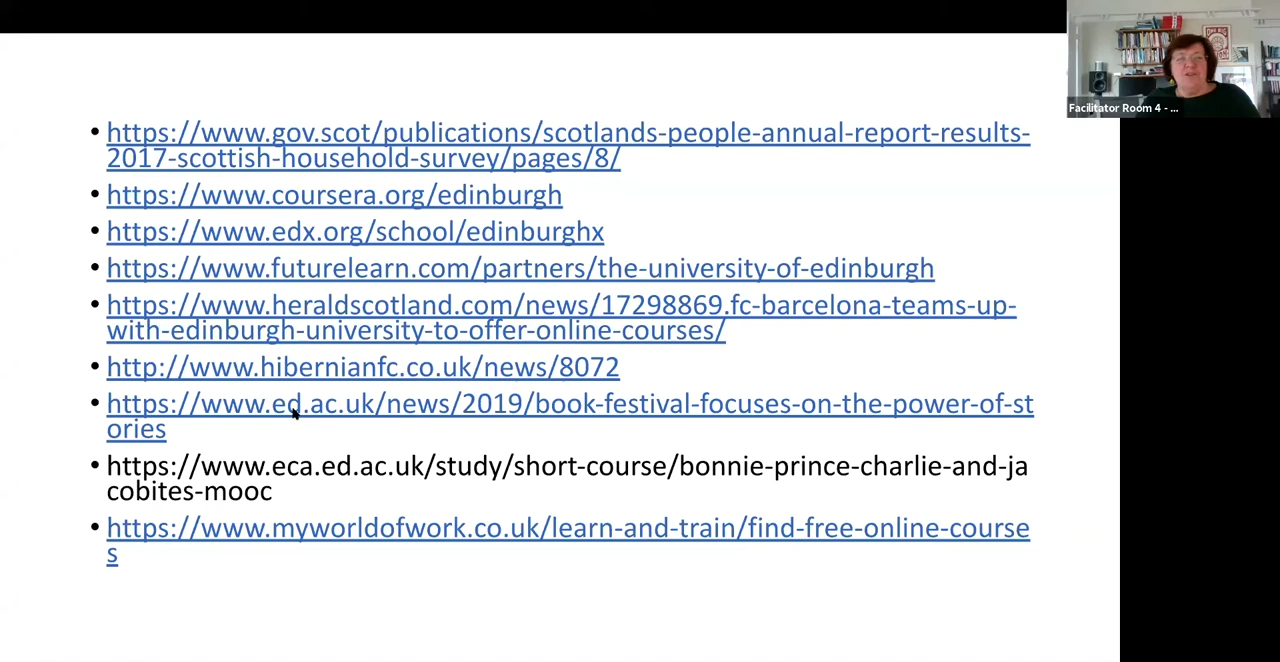 • https://www.gov.scot/publications/scotlands-people-annual-report-results-
2017-scottish-household-survey/pages/8/
• https://www.coursera.org/edinburgh
• https://www.edx.org/school/edinburghx
• https://www.futurelearn.com/partners/the-university-of-edinburgh
• https://www.heraldscotland.com/news/17298869.fc-barcelona-teams-up-
with-edinburgh-university-to-offer-online-courses/
• http://www.hibernianfc.co.uk/news/8072
• https://www.ed.ac.uk/news/2019/book-festival-focuses-on-the-power-of-st
ories
• https://www.eca.ed.ac.uk/study/short-course/bonnie-prince-charlie-and-ja
cobites-mooc
• https://www.myworldofwork.co.uk/learn-and-train/find-free-online-course
s
Facilitator Room 4 - ...